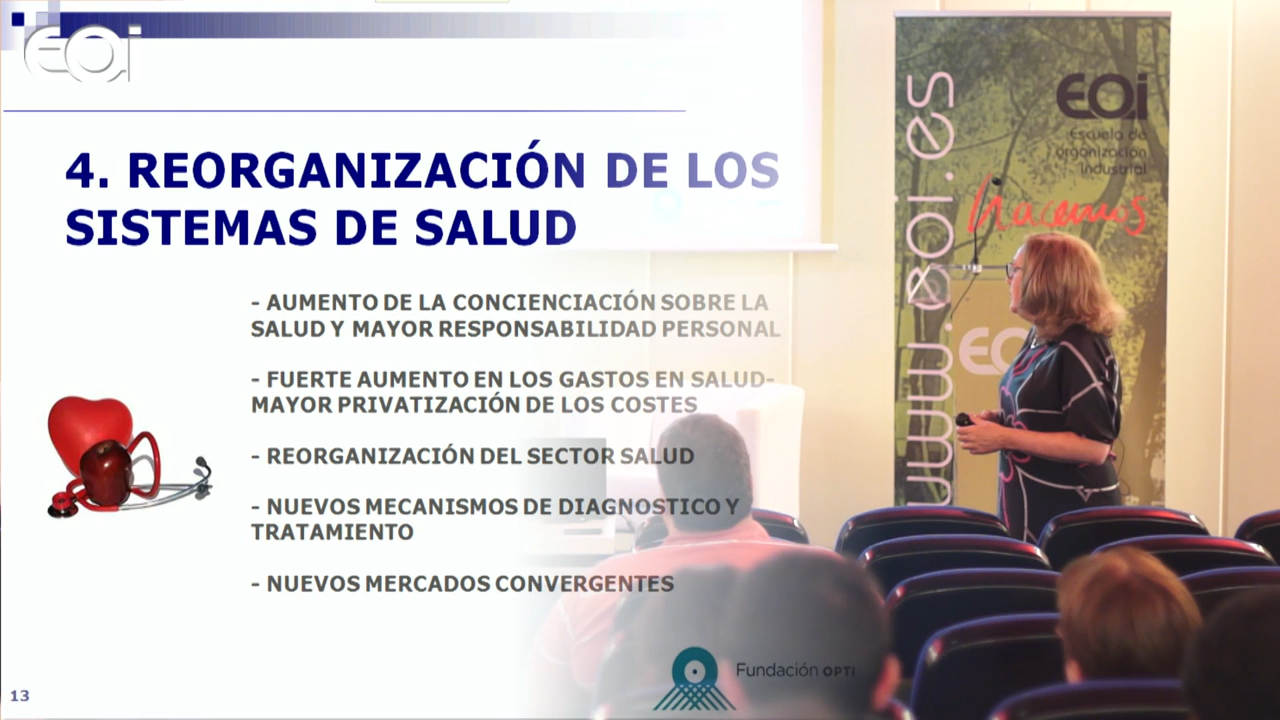 EOi
4. REORGANIZACIÓN DE LOS
SISTEMAS DE SALUD
- AUMENTO DE LA CONCIENCIACIÓN SOBRE LA
SALUD Y MAYOR RESPONSABILIDAD PERSONAL
- FUERTE AUMENTO EN LOS GASTOS EN SALUD-
MAYOR PRIVATIZACIÓN DE LOS COSTES
- REORGANIZACIÓN DEL SECTOR SALUD
- NUEVOS MECANISMOS DE DIAGNOSTICO Y
TRATAMIENTO
- NUEVOS MERCADOS CONVERGENTES
13
Fundación OPTI
www.eoi.es
EOi
Escuela de
organización
industrial
hacemos
EO